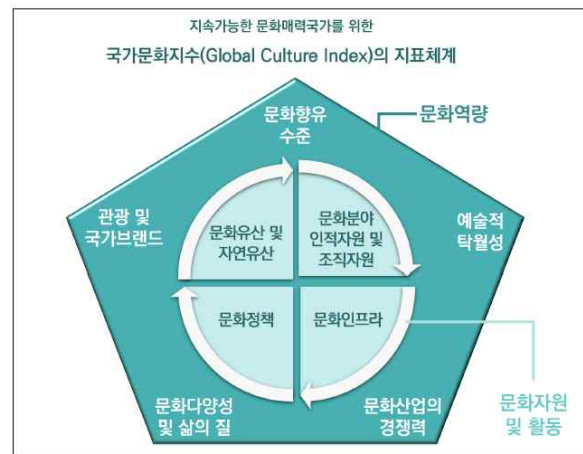 지속가능한 문화매력국가를 위한
국가문화지수(Global Culture Index)의 지표체계
문화향유
수준
문화역량
관광 및
국가브랜드
예술적
탁월성
문화유산 및
자연유산
문화분야
인적자원 및
조직자원
문화정책
문화인프라
문화다양성
및 삶의 질
문화산업의
경쟁력
문화자원
및 활동